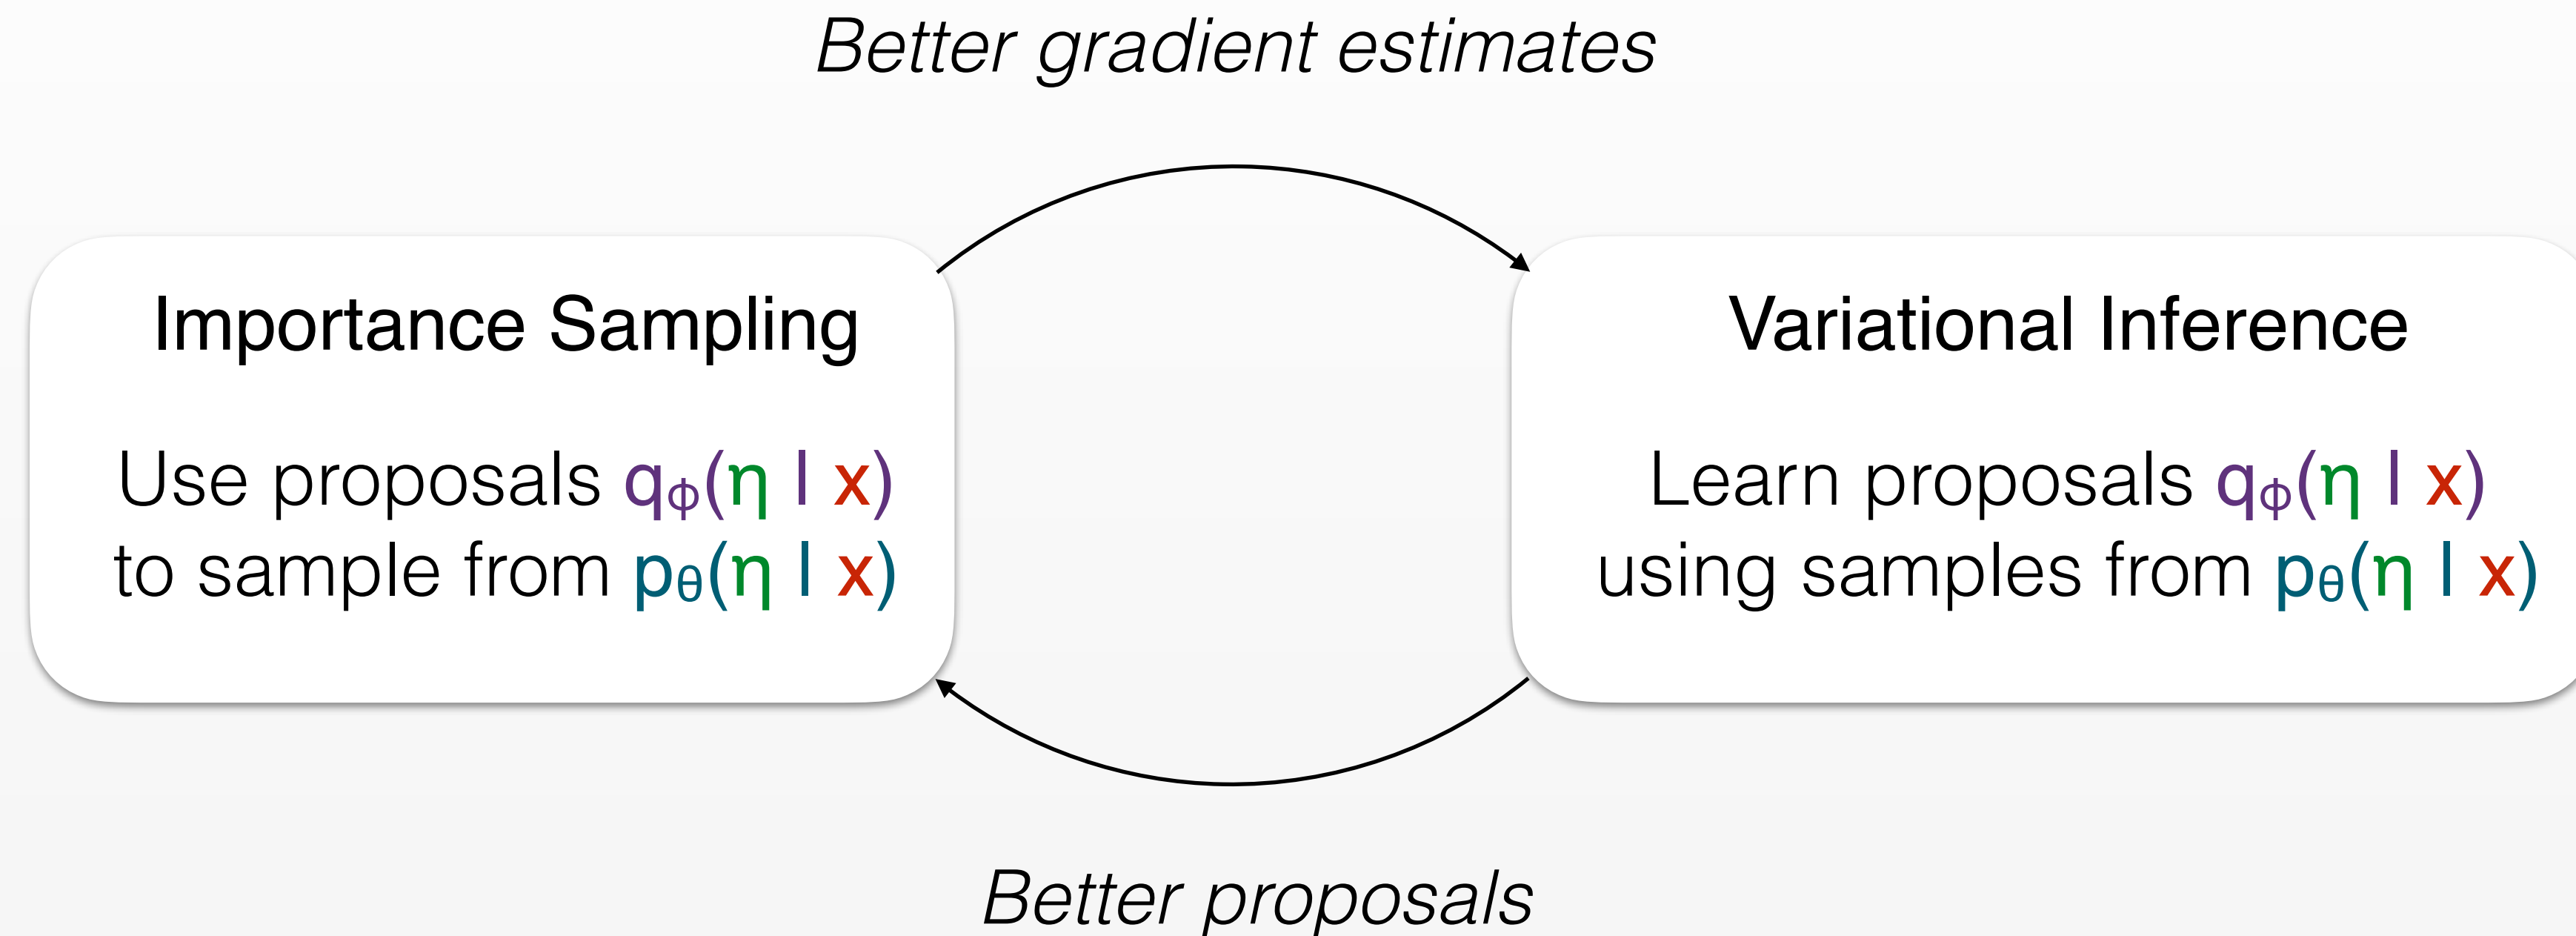 Better gradient estimates
Importance Sampling
Use proposals qϕ(η | x)
to sample from pθ(η | x)
Variational Inference
Learn proposals qϕ(η | x)
using samples from pθ(η | x)
Better proposals